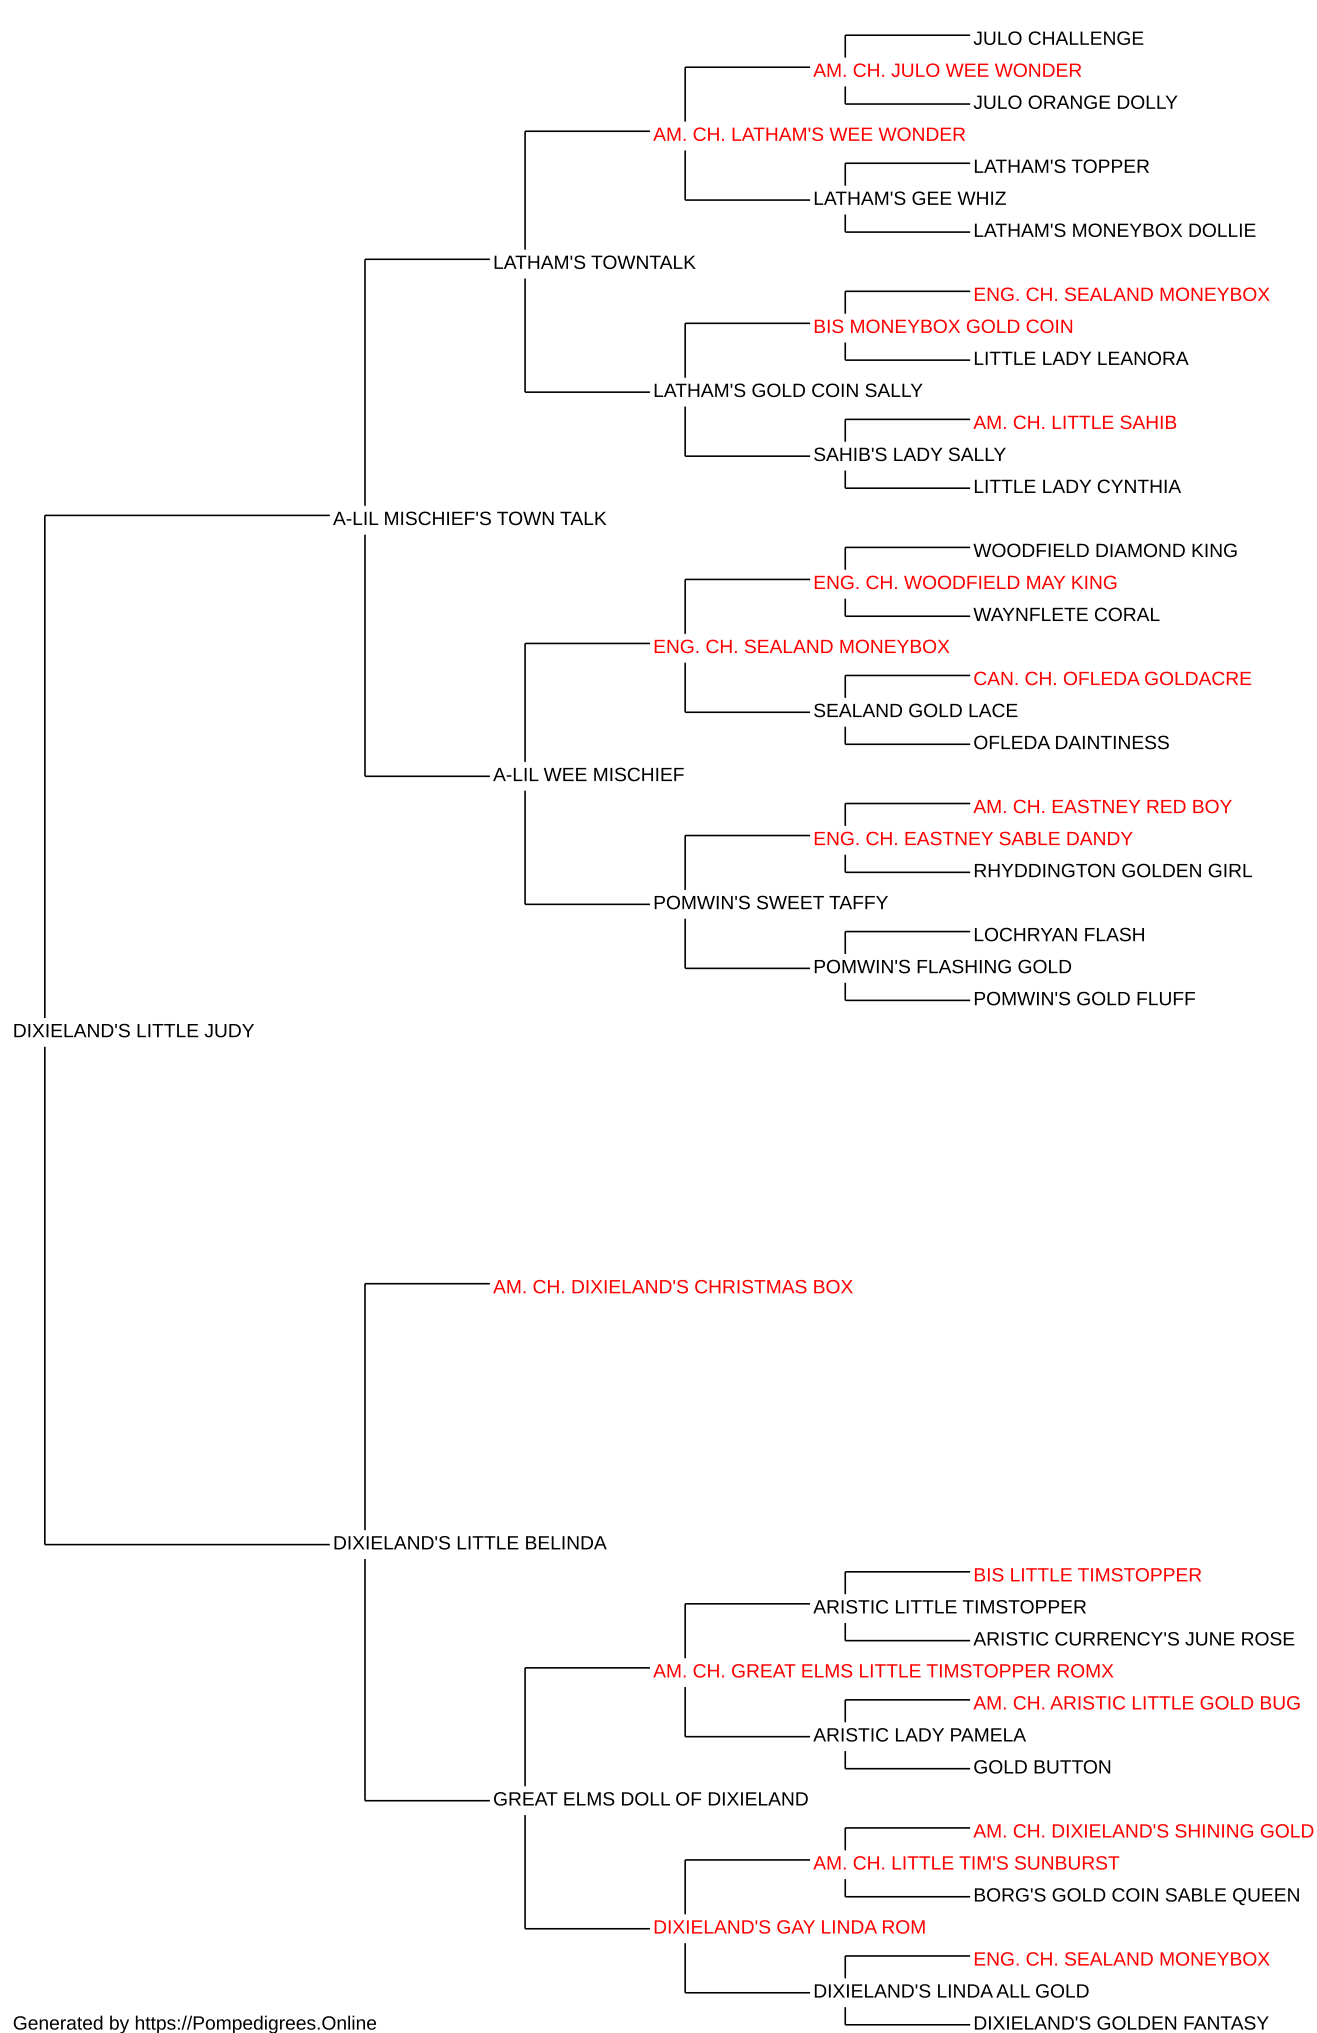 JULO CHALLENGE
AM. CH. JULO WEE WONDER
JULO ORANGE DOLLY
AM. CH. LATHAM'S WEE WONDER
LATHAM'S TOPPER
LATHAM'S GEE WHIZ
LATHAM'S MONEYBOX DOLLIE
LATHAM'S TOWNTALK
ENG. CH. SEALAND MONEYBOX
BIS MONEYBOX GOLD COIN
LITTLE LADY LEANORA
LATHAM'S GOLD COIN SALLY
AM. CH. LITTLE SAHIB
SAHIB'S LADY SALLY
LITTLE LADY CYNTHIA
A-LIL MISCHIEF'S TOWN TALK
WOODFIELD DIAMOND KING
ENG. CH. WOODFIELD MAY KING
WAYNFLETE CORAL
ENG. CH. SEALAND MONEYBOX
CAN. CH. OFLEDA GOLDACRE
SEALAND GOLD LACE
OFLEDA DAINTINESS
A-LIL WEE MISCHIEF
AM. CH. EASTNEY RED BOY
ENG. CH. EASTNEY SABLE DANDY
RHYDDINGTON GOLDEN GIRL
POMWIN'S SWEET TAFFY
LOCHRYAN FLASH
POMWIN'S FLASHING GOLD
POMWIN'S GOLD FLUFF
DIXIELAND'S LITTLE JUDY
AM. CH. DIXIELAND'S CHRISTMAS BOX
DIXIELAND'S LITTLE BELINDA
BIS LITTLE TIMSTOPPER
ARISTIC LITTLE TIMSTOPPER
ARISTIC CURRENCY'S JUNE ROSE
AM. CH. GREAT ELMS LITTLE TIMSTOPPER ROMX
AM. CH. ARISTIC LITTLE GOLD BUG
ARISTIC LADY PAMELA
GOLD BUTTON
GREAT ELMS DOLL OF DIXIELAND
AM. CH. DIXIELAND'S SHINING GOLD
AM. CH. LITTLE TIM'S SUNBURST
BORG'S GOLD COIN SABLE QUEEN
DIXIELAND'S GAY LINDA ROM
ENG. CH. SEALAND MONEYBOX
DIXIELAND'S LINDA ALL GOLD
DIXIELAND'S GOLDEN FANTASY
Generated by https://Pompedigrees.Online